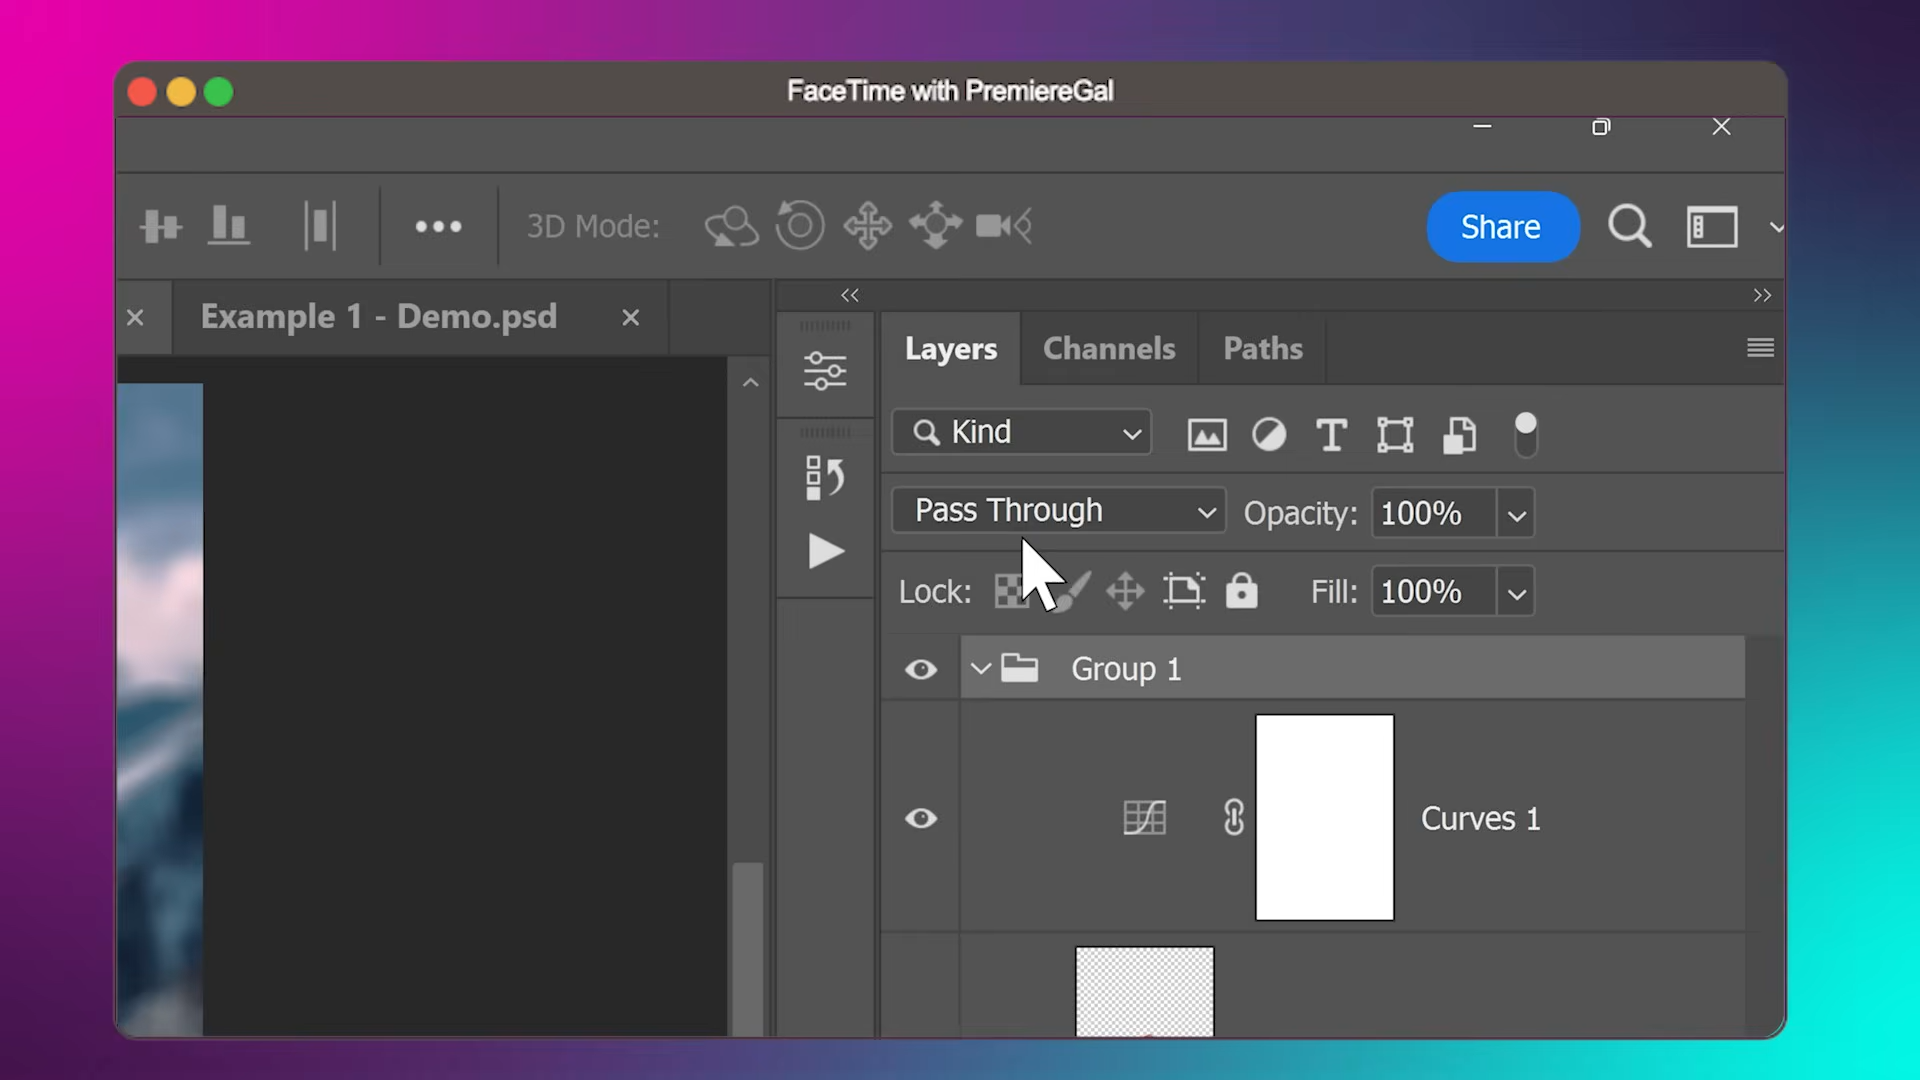 FaceTime with PremiereGal
3D Mode:
Share
Example 1 - Demo.psd
Layers
Channels
Paths
Kind
Pass Through
Opacity: 100%
Lock:
Fill: 100%
Group 1
Curves 1